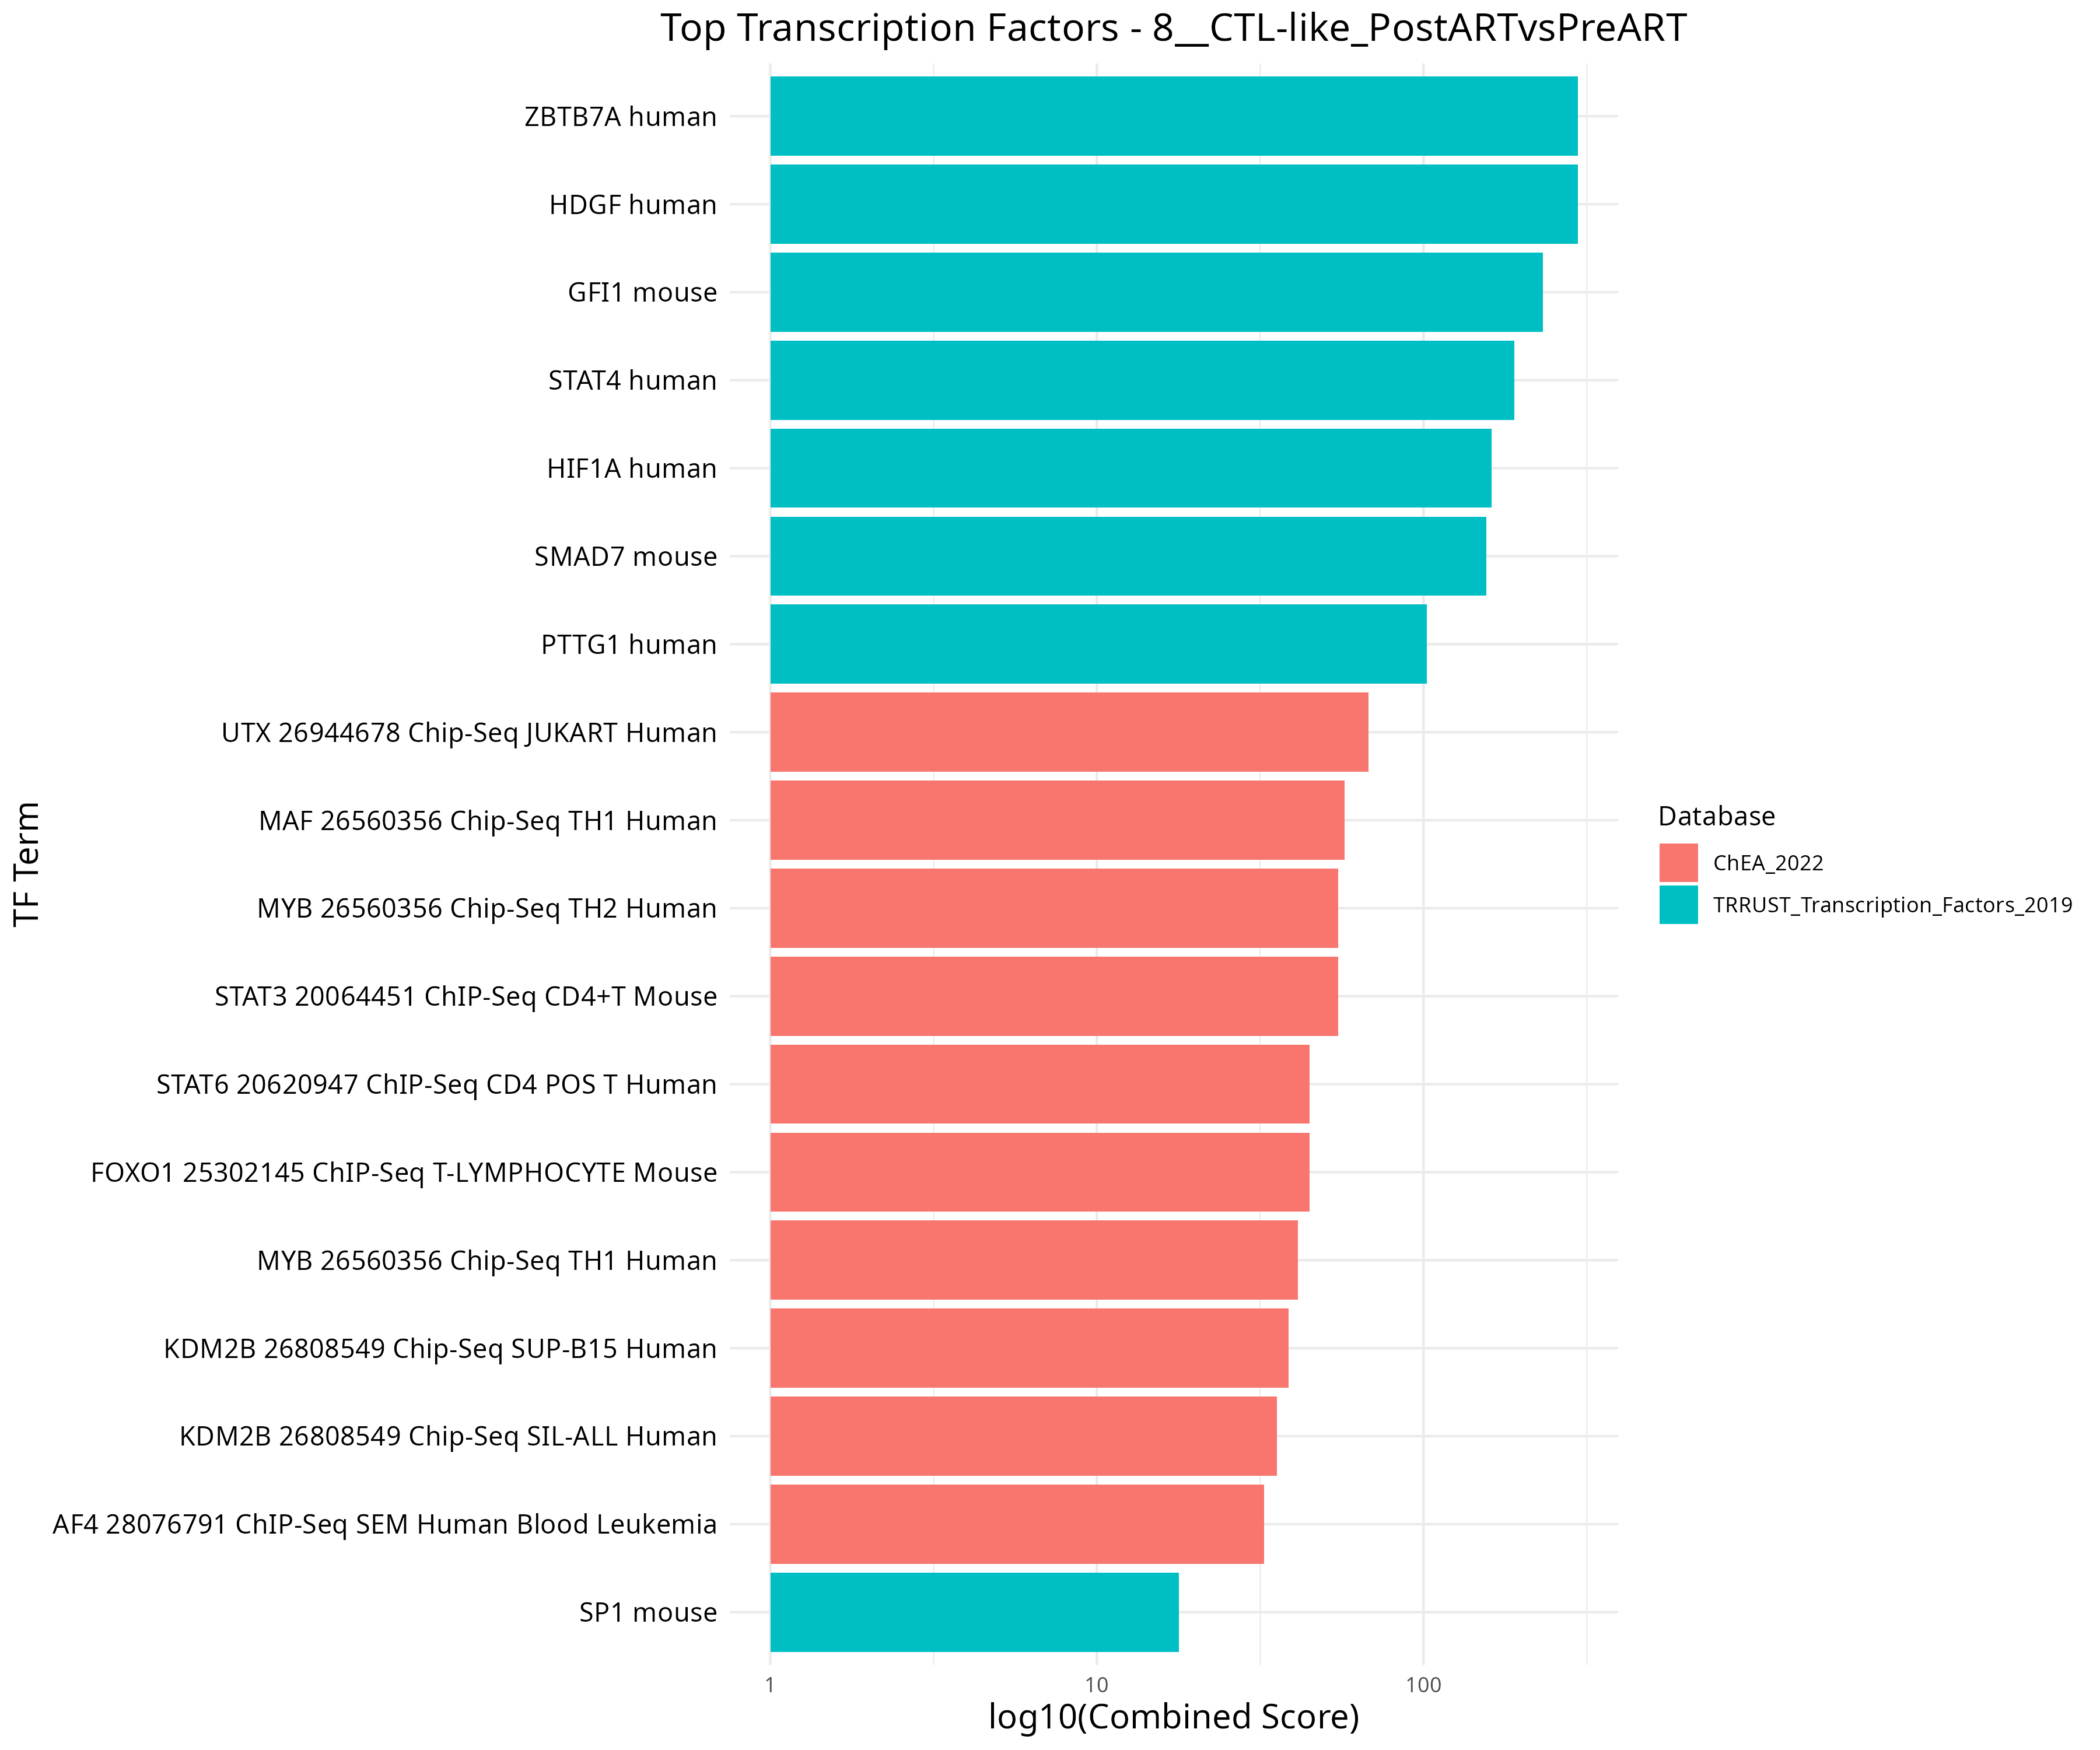 Top Transcription Factors - 8__CTL-like_PostARTvsPreART
TF Term
ZBTB7A human
HDGF human
GFI1 mouse
STAT4 human
HIF1A human
SMAD7 mouse
PTTG1 human
UTX 26944678 Chip-Seq JUKART Human
MAF 26560356 Chip-Seq TH1 Human
MYB 26560356 Chip-Seq TH2 Human
STAT3 20064451 ChIP-Seq CD4+T Mouse
STAT6 20620947 ChIP-Seq CD4 POS T Human
FOXO1 25302145 ChIP-Seq T-LYMPHOCYTE Mouse
MYB 26560356 Chip-Seq TH1 Human
KDM2B 26808549 Chip-Seq SUP-B15 Human
KDM2B 26808549 Chip-Seq SIL-ALL Human
AF4 28076791 ChIP-Seq SEM Human Blood Leukemia
SP1 mouse
1 10 100
log10(Combined Score)
Database
ChEA_2022
TRRUST_Transcription_Factors_2019